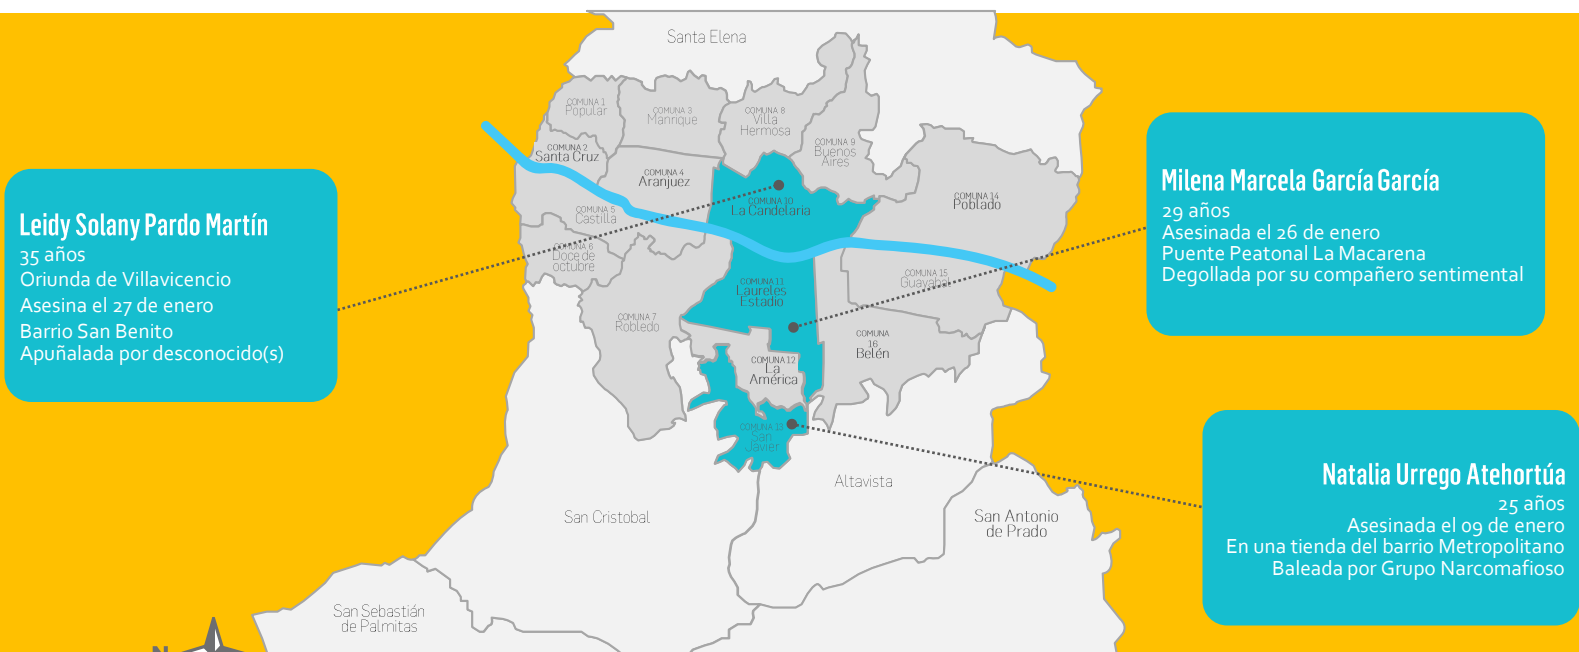 Santa Elena
COMUNA 1
Popular
COMUNA 3
Manrique
COMUNA 8
Villa
Hermosa
COMUNA 9
Buenos
Aires
COMUNA 2
Santa Cruz
COMUNA 4
Aranjuez
COMUNA 14
Poblado
COMUNA 10
La Candelaria
COMUNA 5
Castilla
COMUNA 6
Doce de
octubre
COMUNA 15
Guayabal
COMUNA 11
Laureles
Estadio
COMUNA 7
Robledo
COMUNA
16
Belén
COMUNA 12
La
América
COMUNA 13
San
Javier
Altavista
San Cristobal
San Antonio
de Prado
San Sebastián
de Palmitas
N
Leidy Solany Pardo Martín
35 años
Oriunda de Villavicencio
Asesina el 27 de enero
Barrio San Benito
Apuñalada por desconocido(s)
Milena Marcela García García
29 años
Asesinada el 26 de enero
Puente Peatonal La Macarena
Degollada por su compañero sentimental
Natalia Urrego Atehortúa
25 años
Asesinada el 09 de enero
En una tienda del barrio Metropolitano
Baleada por Grupo Narcomafioso